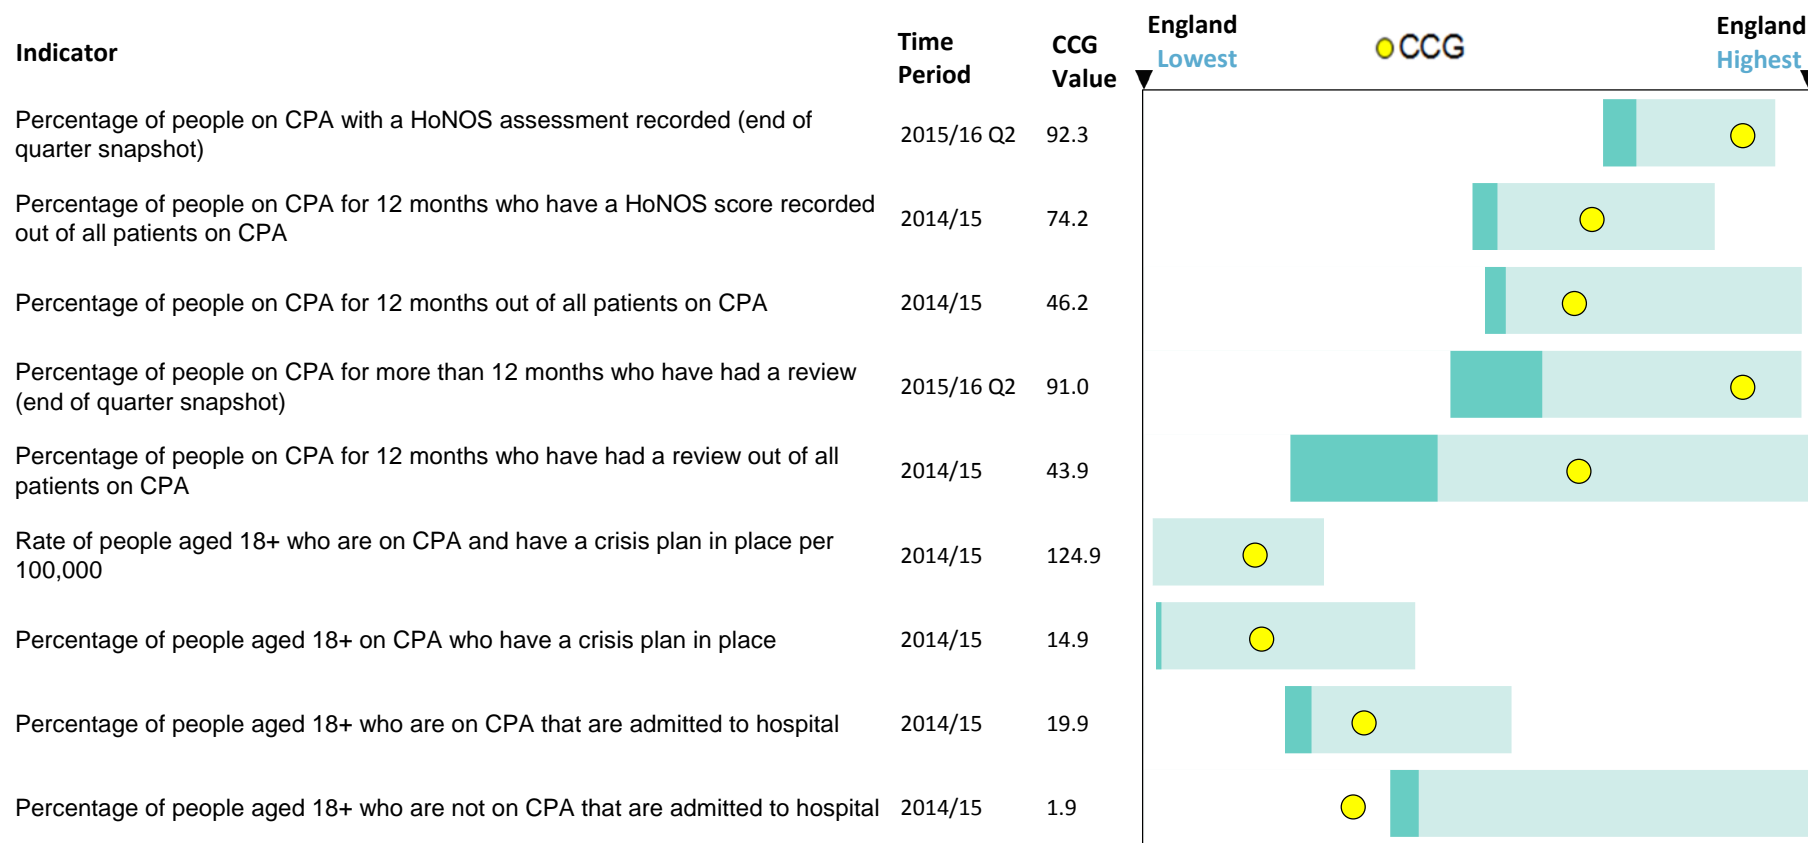 Indicator
Time
Period
CCG
Value
England
Lowest
CCG
England
Highest
Percentage of people on CPA with a HoNOS assessment recorded (end of
quarter snapshot)
2015/16 Q2
92.3
Percentage of people on CPA for 12 months who have a HoNOS score recorded
out of all patients on CPA
2014/15
74.2
Percentage of people on CPA for 12 months out of all patients on CPA
2014/15
46.2
Percentage of people on CPA for more than 12 months who have had a review
(end of quarter snapshot)
2015/16 Q2
91.0
Percentage of people on CPA for 12 months who have had a review out of all
patients on CPA
2014/15
43.9
Rate of people aged 18+ who are on CPA and have a crisis plan in place per
100,000
2014/15
124.9
Percentage of people aged 18+ on CPA who have a crisis plan in place
2014/15
14.9
Percentage of people aged 18+ who are on CPA that are admitted to hospital
2014/15
19.9
Percentage of people aged 18+ who are not on CPA that are admitted to hospital
2014/15
1.9